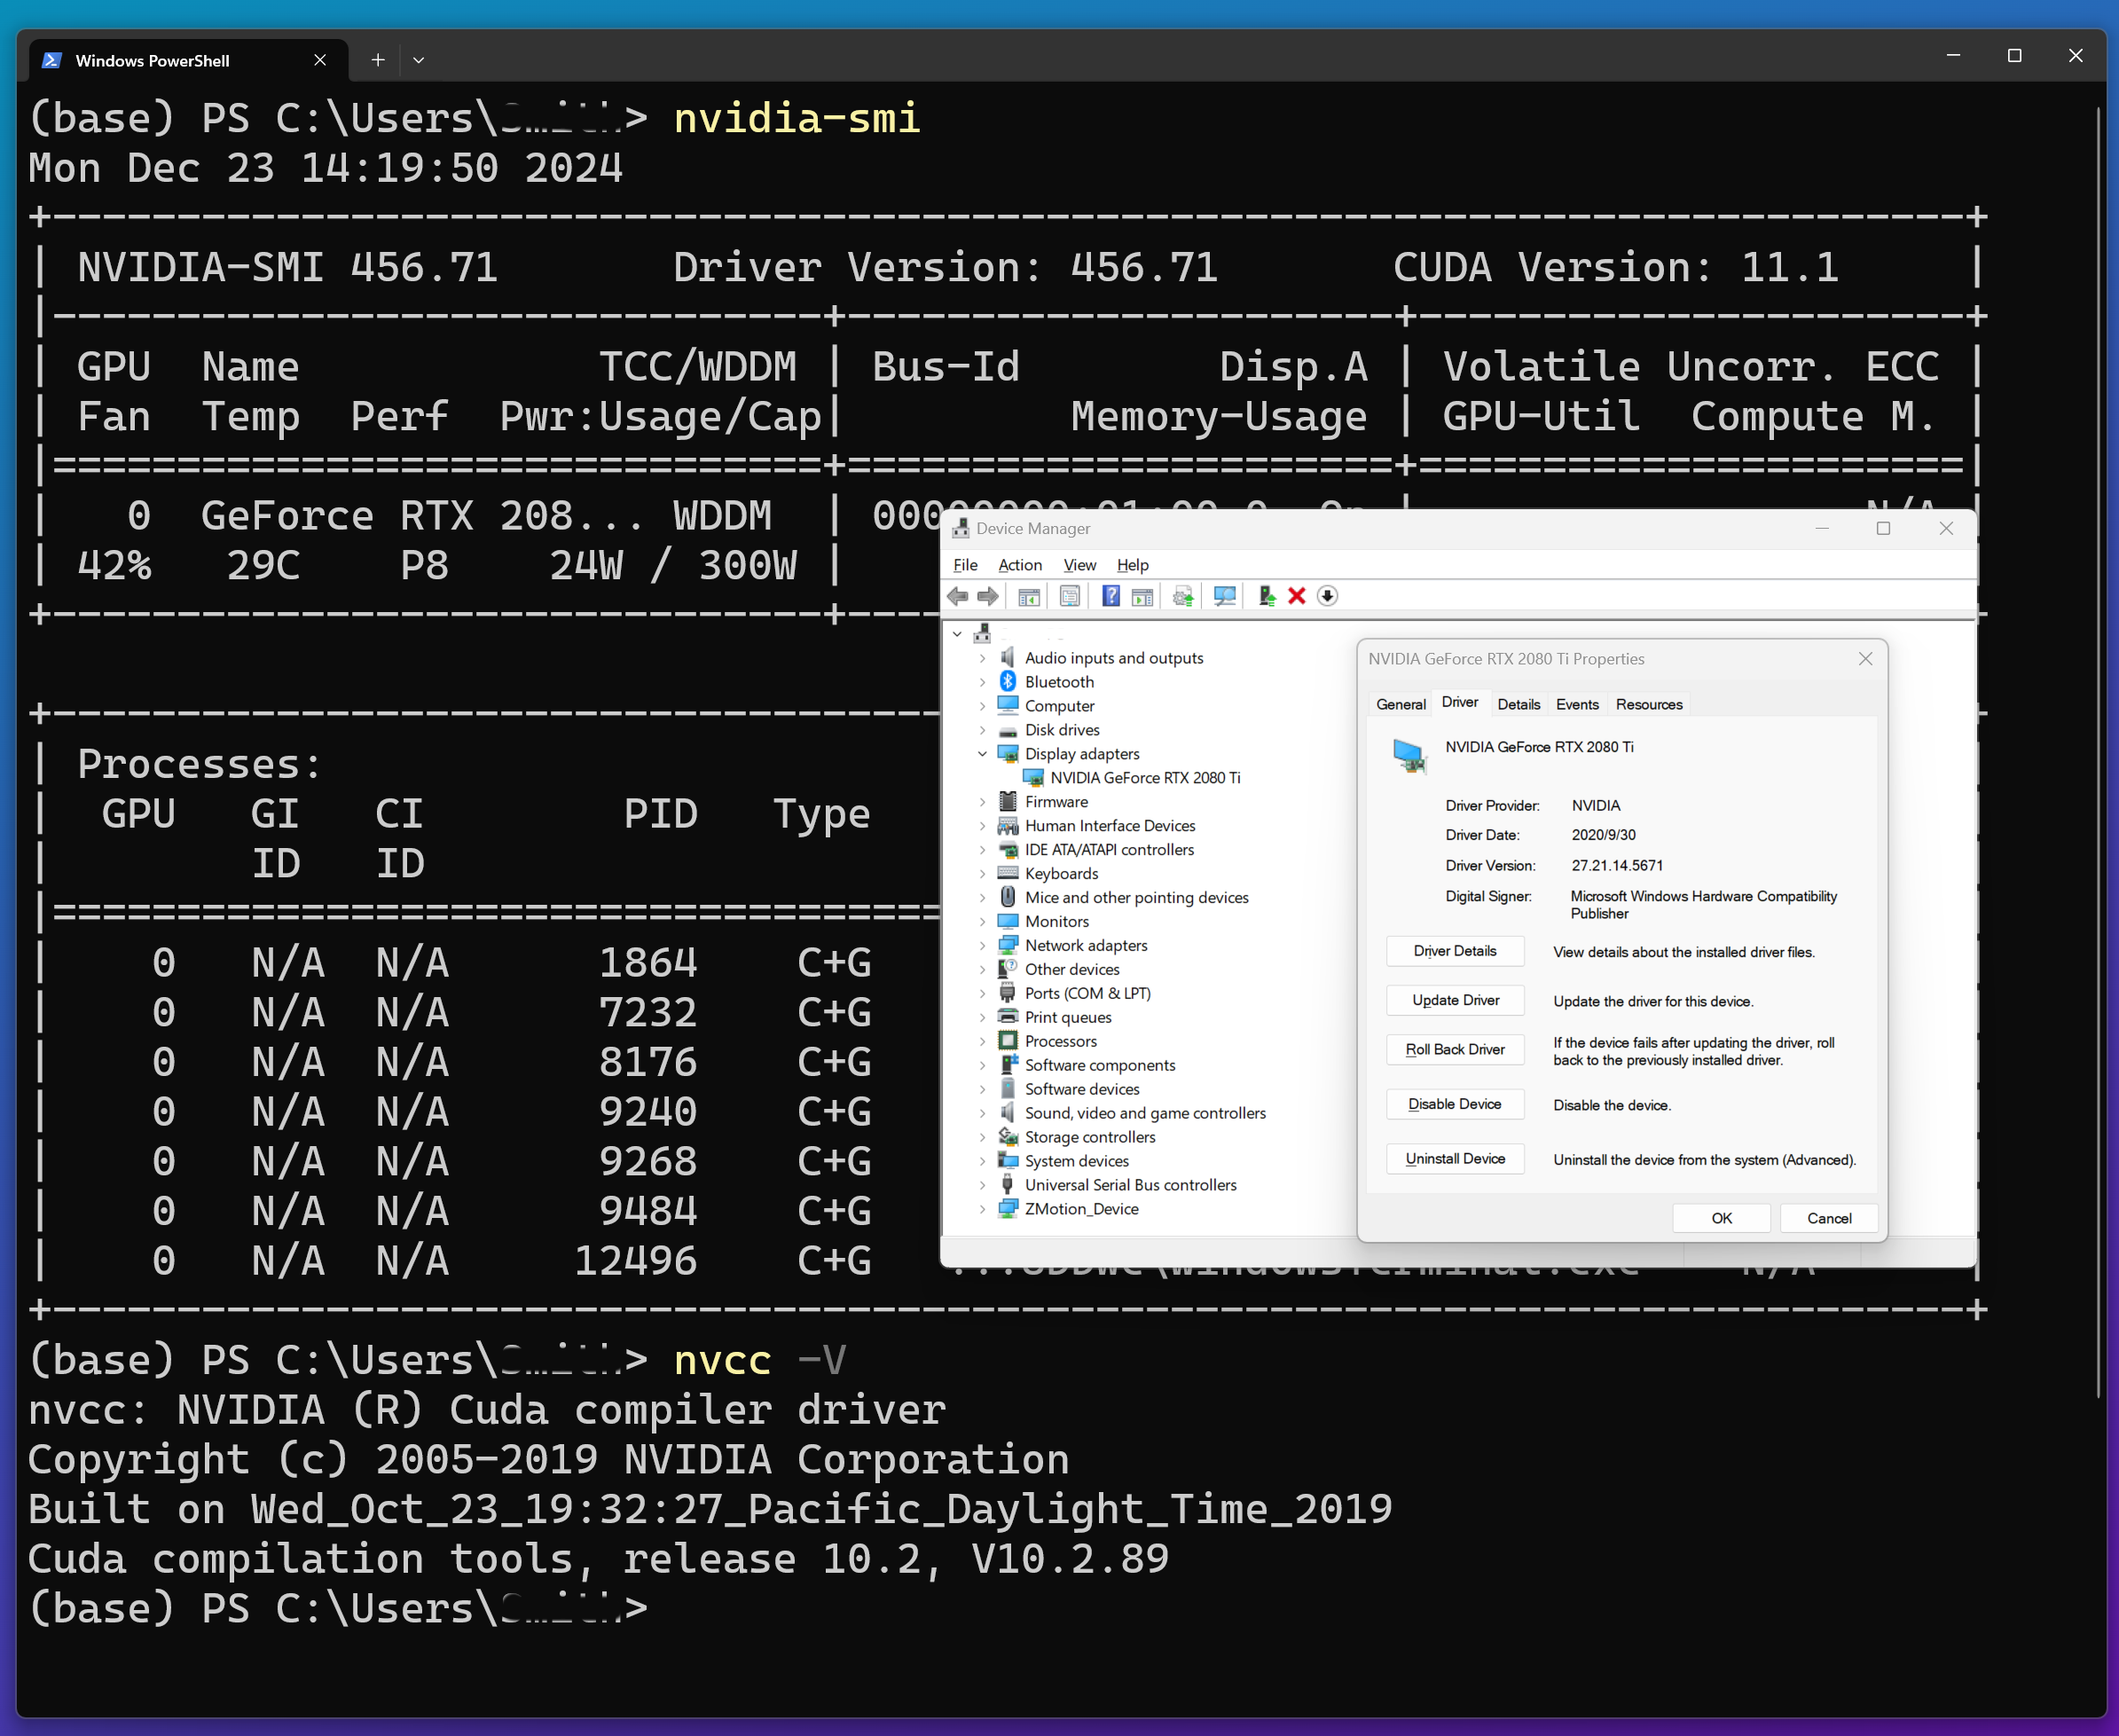 Windows PowerShell
(base) PS C:\Users\> nvidia-smi
Mon Dec 23 14:19:50 2024
NVIDIA-SMI 456.71 Driver Version: 456.71 CUDA Version: 11.1
GPU Name TCC/WDDM | Bus-Id Disp.A | Volatile Uncorr. ECC
Fan Temp Perf Pwr:Usage/Cap| Memory-Usage | GPU-Util Compute M.
0 GeForce RTX 208... WDDM |
42% 29C P8 24W / 300W |
Processes:
GPU GI CI PID Type
ID ID
0 N/A N/A 1864 C+G
0 N/A N/A 7232 C+G
0 N/A N/A 8176 C+G
0 N/A N/A 9240 C+G
0 N/A N/A 9268 C+G
0 N/A N/A 9484 C+G
0 N/A N/A 12496 C+G
(base) PS C:\Users\> nvcc -V
nvcc: NVIDIA (R) Cuda compiler driver
Copyright (c) 2005-2019 NVIDIA Corporation
Built on Wed_Oct_23_19:32:27_Pacific_Daylight_Time_2019
Cuda compilation tools, release 10.2, V10.2.89
(base) PS C:\Users\>
Device Manager
File Action View Help
Audio inputs and outputs
Bluetooth
Computer
Disk drives
Display adapters
NVIDIA GeForce RTX 2080 Ti
Firmware
Human Interface Devices
IDE ATA/ATAPI controllers
Keyboards
Mice and other pointing devices
Monitors
Network adapters
Other devices
Ports (COM & LPT)
Print queues
Processors
Software components
Software devices
Sound, video and game controllers
Storage controllers
System devices
Universal Serial Bus controllers
ZMotion_Device
NVIDIA GeForce RTX 2080 Ti Properties
General Driver Details Events Resources
NVIDIA GeForce RTX 2080 Ti
Driver Provider: NVIDIA
Driver Date: 2020/9/30
Driver Version: 27.21.14.5671
Digital Signer: Microsoft Windows Hardware Compatibility
Publisher
Driver Details View details about the installed driver files.
Update Driver Update the driver for this device.
Roll Back Driver If the device fails after updating the driver, roll
back to the previously installed driver.
Disable Device Disable the device.
Uninstall Device Uninstall the device from the system (Advanced).
OK Cancel